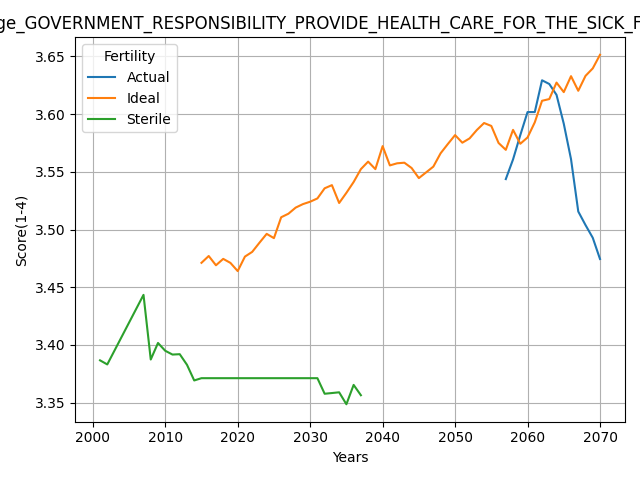 ge_GOVERNMENT_RESPONSIBILITY_PROVIDE_HEALTH_CARE_FOR_THE_SICK_F
Fertility
Actual
Ideal
Sterile
Score(1-4)
3.65
3.60
3.55
3.50
3.45
3.40
3.35
2000 2010 2020 2030 2040 2050 2060 2070
Years